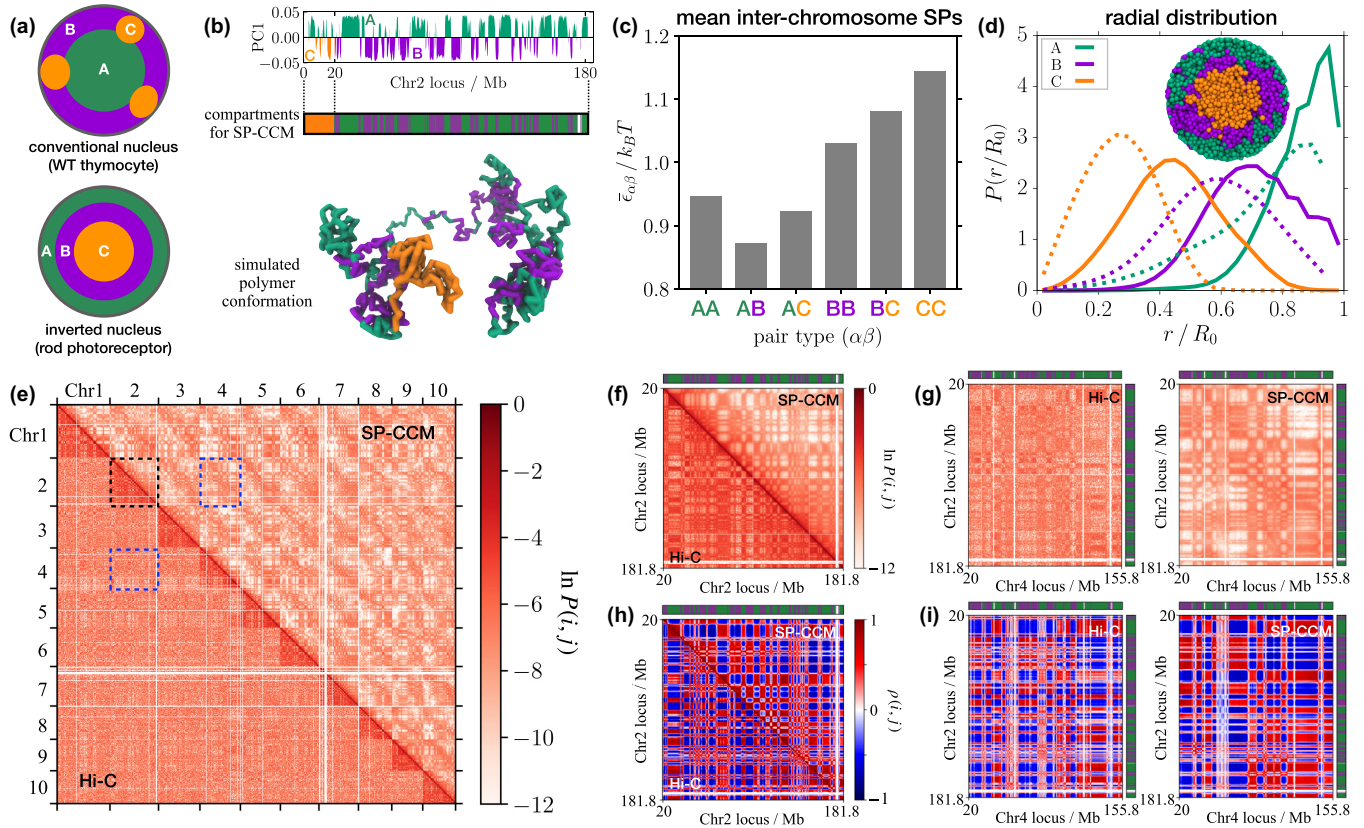 (a)
B
C
A
conventional nucleus
(WT thymocyte)
A
B
C
inverted nucleus
(rod photoreceptor)
(b)
0.05
0.00
−0.05
PC1
A
B
C
0
20
180
Chr2 locus / Mb
compartments
for SP-CCM
simulated
polymer
conformation
(c)
mean inter-chromosome SPs
1.2
1.1
1.0
0.9
0.8
ϵ̄αβ / kBT
AA
AB
AC
BB
BC
CC
pair type (αβ)
(d)
radial distribution
A
B
C
5
4
3
2
1
0
P(r/R0)
0
0.2
0.4
0.6
0.8
1
r / R0
(e)
Chr1
2
3
4
5
6
7
8
9
10
Chr1
2
3
4
5
6
7
8
9
10
SP-CCM
Hi-C
0
−2
−4
−6
−8
−10
−12
ln P(i, j)
(f)
20
SP-CCM
Hi-C
Chr2 locus / Mb
181.8
20
181.8
Chr2 locus / Mb
0
−12
ln P(i, j)
(g)
20
Hi-C
Chr2 locus / Mb
181.8
20
155.8
Chr4 locus / Mb
20
SP-CCM
Chr2 locus / Mb
181.8
20
155.8
Chr4 locus / Mb
(h)
20
SP-CCM
Hi-C
Chr2 locus / Mb
181.8
20
181.8
Chr2 locus / Mb
1
0
−1
ρ(i, j)
(i)
20
Hi-C
Chr2 locus / Mb
181.8
20
155.8
Chr4 locus / Mb
20
SP-CCM
Chr2 locus / Mb
181.8
20
155.8
Chr4 locus / Mb